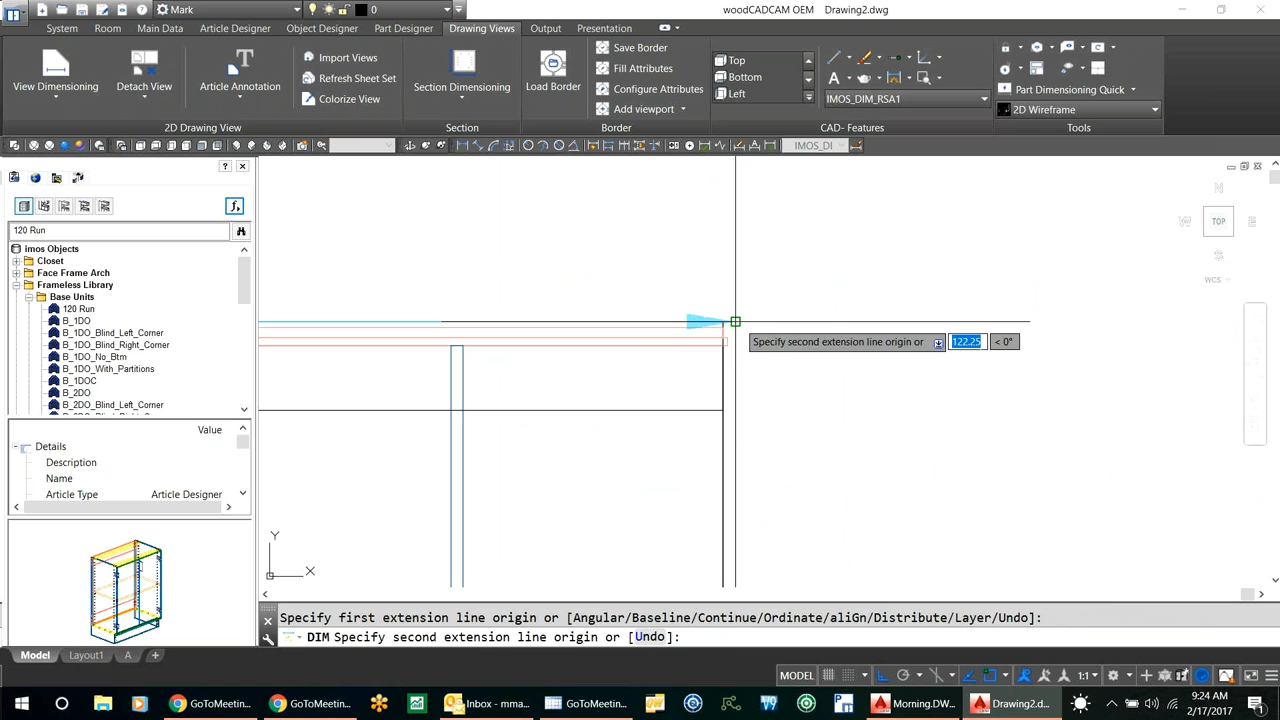 Mark
0
woodCADCAM OEM Drawing2.dwg
System Room Main Data Article Designer Object Designer Part Designer Drawing Views Output Presentation
View Dimensioning
Detach View
Article Annotation
Import Views
Refresh Sheet Set
Colorize View
2D Drawing View
Section Dimensioning
Section
Load Border
Save Border
Fill Attributes
Configure Attributes
Add viewport
Border
Top
Bottom
Left
IMOS_DIM_RSA1
CAD- Features
Part Dimensioning Quick
2D Wireframe
Tools
IMOS_DI
120 Run
imos Objects
Closet
Face Frame Arch
Frameless Library
Base Units
120 Run
B_1DO
B_1DO_Blind_Left_Corner
B_1DO_Blind_Right_Corner
B_1DO_No_Btm
B_1DO_With_Partitions
B_1DOC
B_2DO
B_2DO_Blind_Left_Corner
B_2DO_Blind_Right_Corner
Value
Details
Description
Name
Article Type Article Designer
N
W TOP E
S
WCS
Specify second extension line origin or 122.25 < 0°
Y
X
Specify first extension line origin or [Angular/Baseline/Continue/Ordinate/aliGn/Distribute/Layer/Undo]:
DIM Specify second extension line origin or [Undo]:
Model Layout1 A +
MODEL 1:1
GoToMeetin... GoToMeetin... Inbox - mma... GoToMeetin... Morning.DW... Drawing2.d...
9:24 AM
2/17/2017